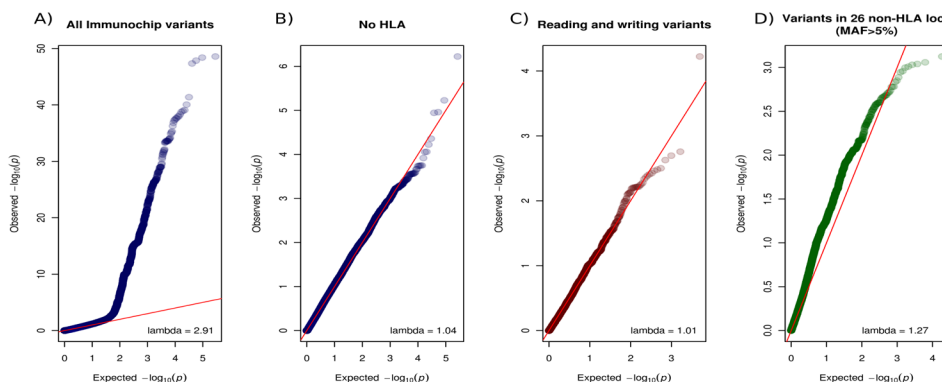 A)
All Immunochip variants
Observed −log10(p)
50
40
30
20
10
0
lambda = 2.91
0 1 2 3 4 5
Expected −log10(p)
B)
No HLA
Observed −log10(p)
6
5
4
3
2
1
0
lambda = 1.04
0 1 2 3 4 5
Expected −log10(p)
C)
Reading and writing variants
Observed −log10(p)
4
3
2
1
0
lambda = 1.01
0 1 2 3
Expected −log10(p)
D)
Variants in 26 non-HLA loc
(MAF>5%)
Observed −log10(p)
3.0
2.5
2.0
1.5
1.0
0.5
0.0
lambda = 1.27
0 1 2 3 4
Expected −log10(p)